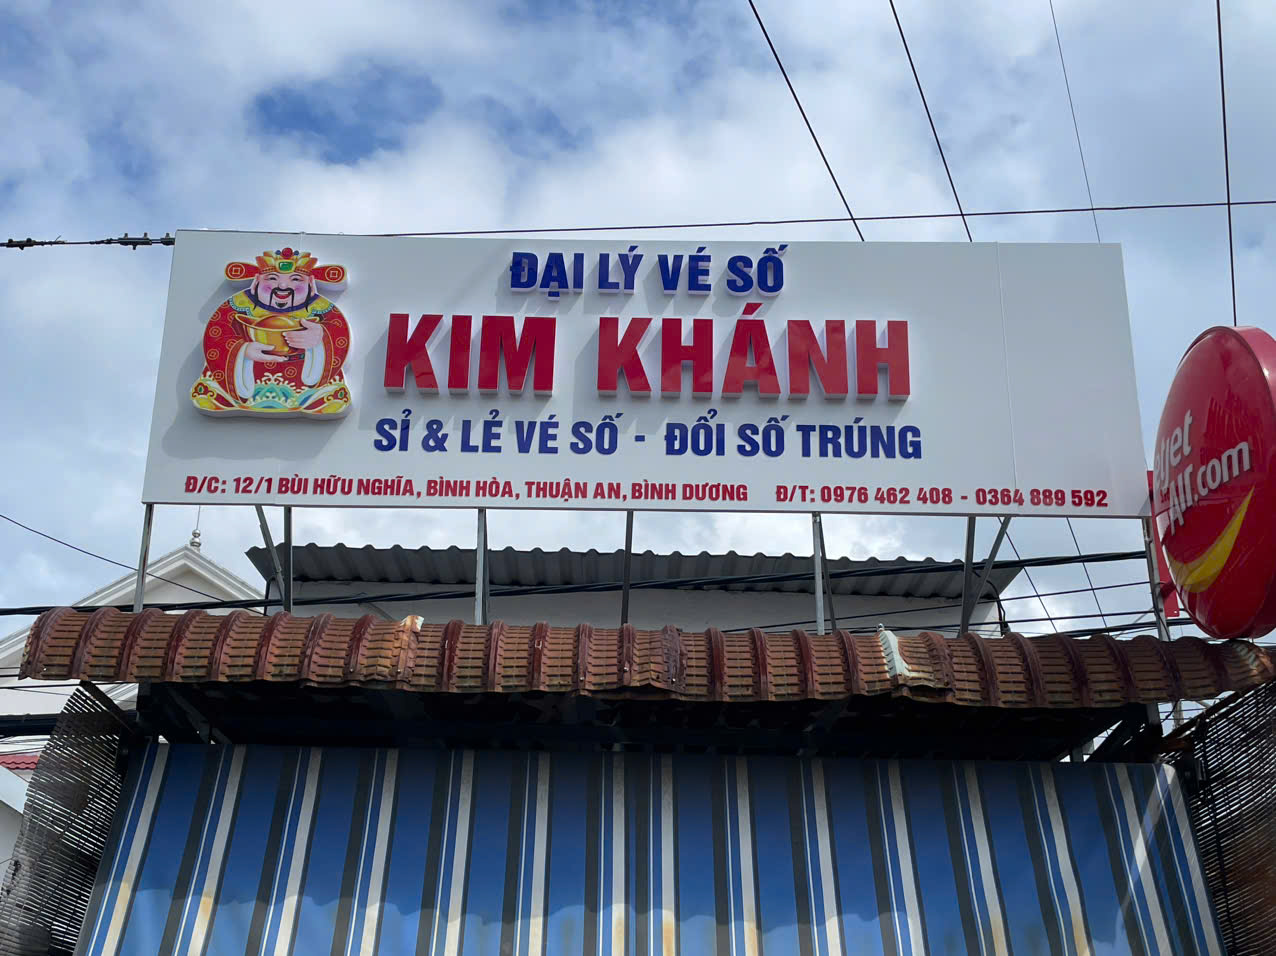 ĐẠI LÝ VÉ SỐ
KIM KHÁNH
SỈ & LẺ VÉ SỐ - ĐỔI SỐ TRÚNG
Đ/C: 12/1 BÙI HỮU NGHĨA, BÌNH HÒA, THUẬN AN, BÌNH DƯƠNG Đ/T: 0976 462 408 - 0364 889 592
.com